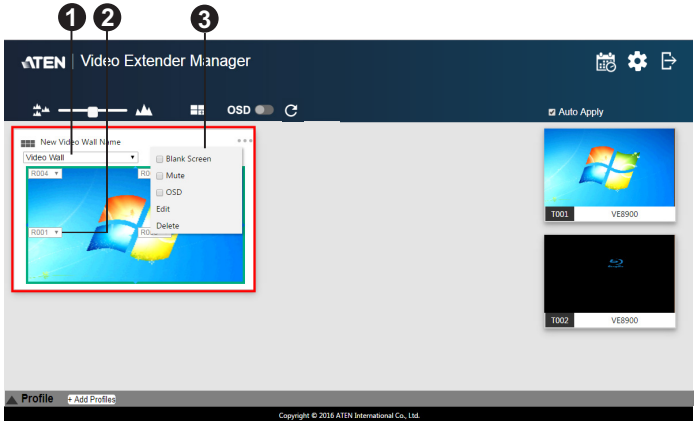 1 2 3
ATEN Video Extender Manager
OSD
Auto Apply
New Video Wall Name
Video Wall
Blank Screen
R004
Mute
OSD
Edit
R001
Delete
T001 VE8900
T002 VE8900
Profile + Add Profiles
Copyright © 2016 ATEN International Co., Ltd.